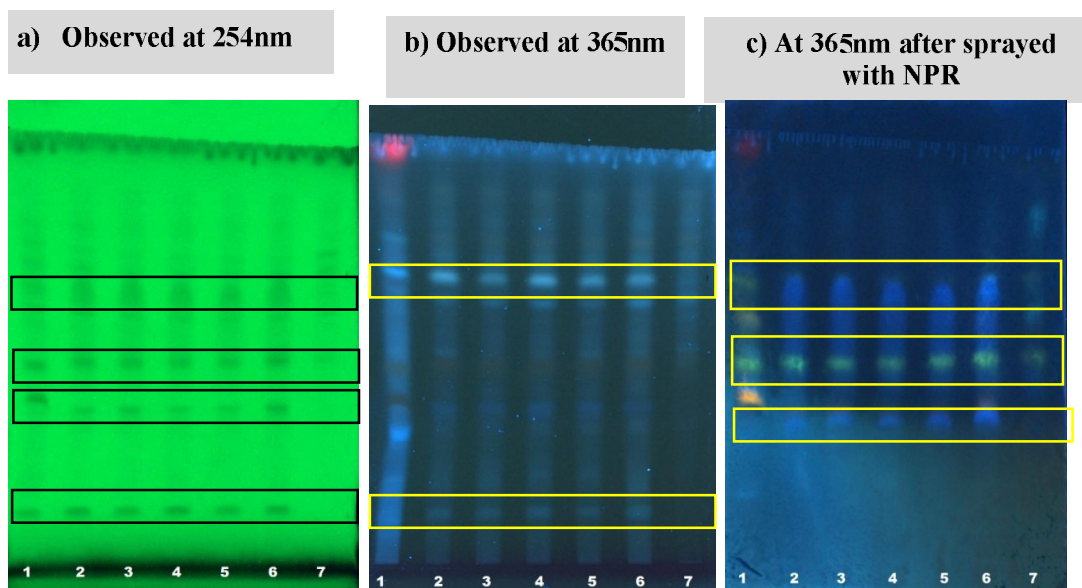 a) Observed at 254nm
b) Observed at 365nm
c) At 365nm after sprayed
with NPR
1 2 3 4 5 6 7
1 2 3 4 5 6 7
1 2 3 4 5 6 7